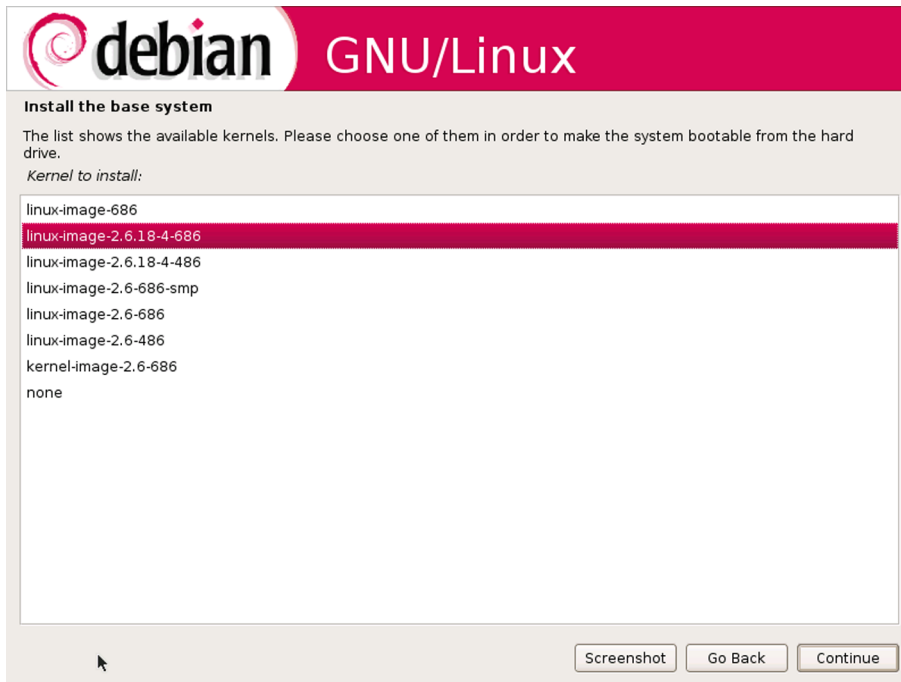 debian GNU/Linux
Install the base system
The list shows the available kernels. Please choose one of them in order to make the system bootable from the hard
drive.
Kernel to install:
linux-image-686
linux-image-2.6.18-4-686
linux-image-2.6.18-4-486
linux-image-2.6-686-smp
linux-image-2.6-686
linux-image-2.6-486
kernel-image-2.6-686
none
Screenshot Go Back Continue